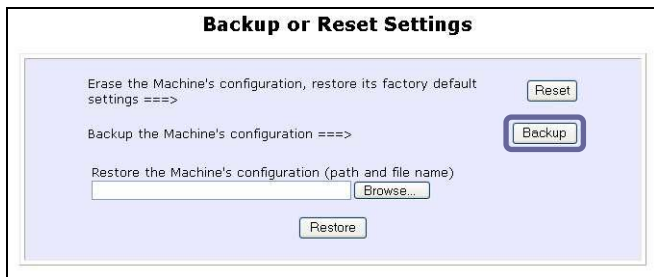 Backup or Reset Settings
Erase the Machine's configuration, restore its factory default
settings ===>
Reset
Backup the Machine's configuration ===>
Backup
Restore the Machine's configuration (path and file name)
Browse...
Restore